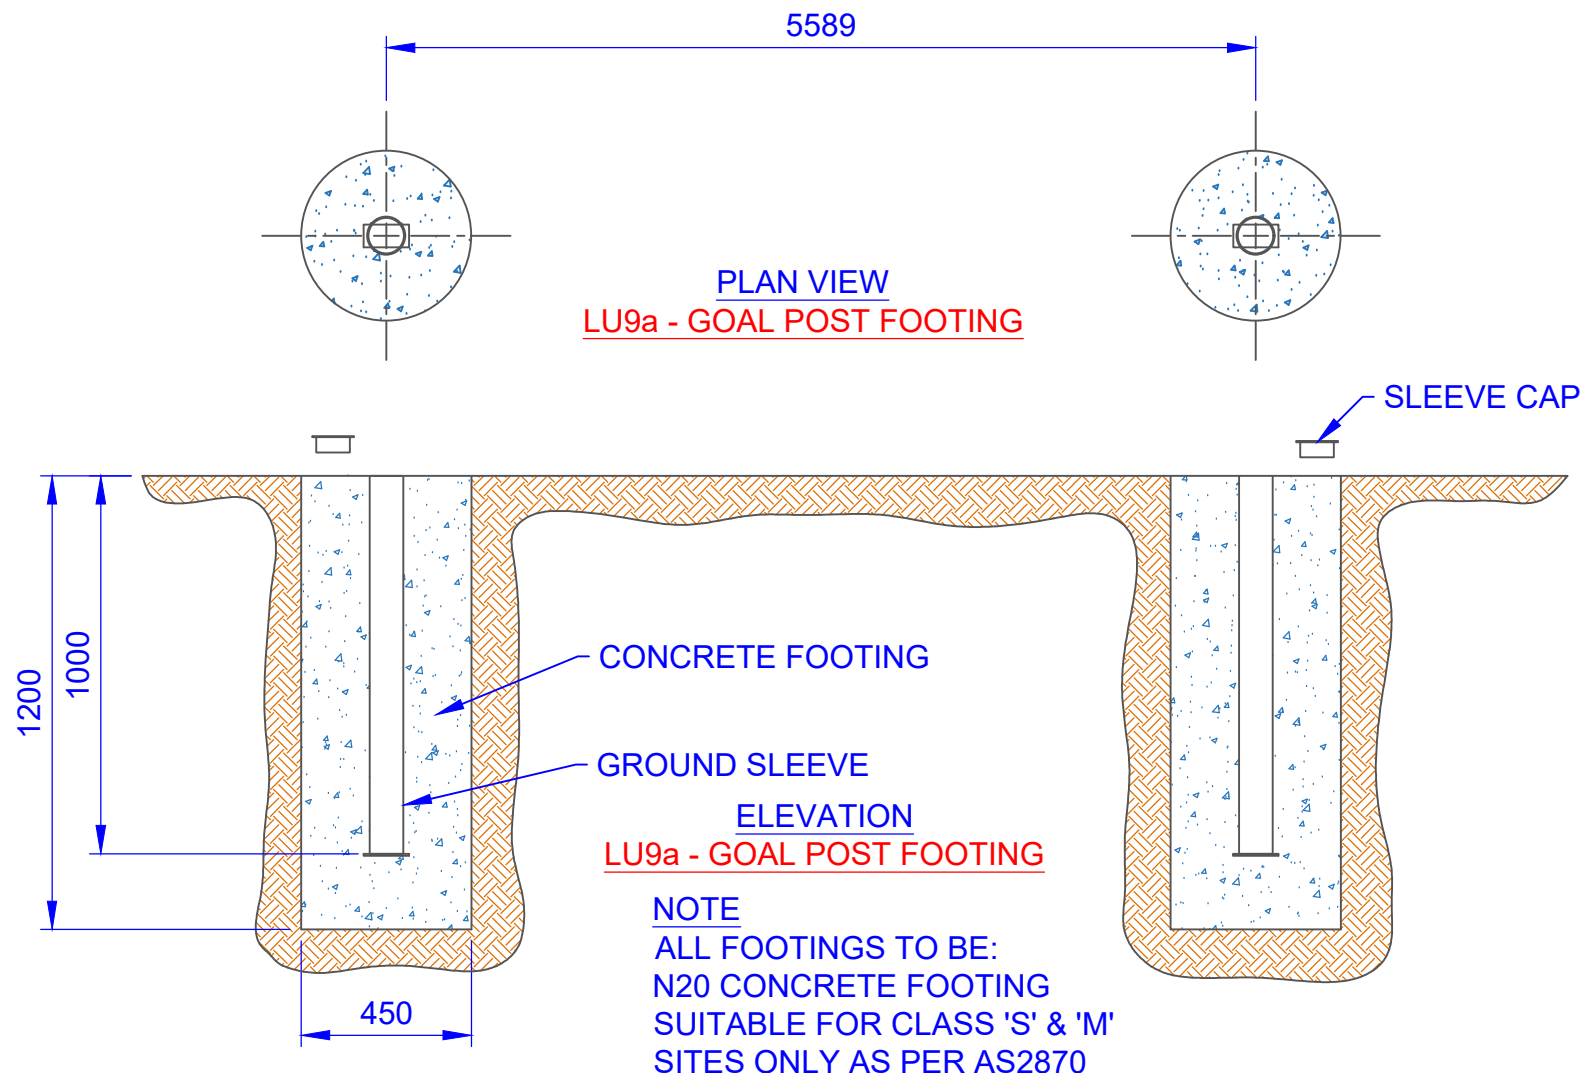 5589
PLAN VIEW
LU9a - GOAL POST FOOTING
SLEEVE CAP
1200
1000
CONCRETE FOOTING
GROUND SLEEVE
ELEVATION
LU9a - GOAL POST FOOTING
NOTE
ALL FOOTINGS TO BE:
N20 CONCRETE FOOTING
SUITABLE FOR CLASS 'S' & 'M'
SITES ONLY AS PER AS2870
450